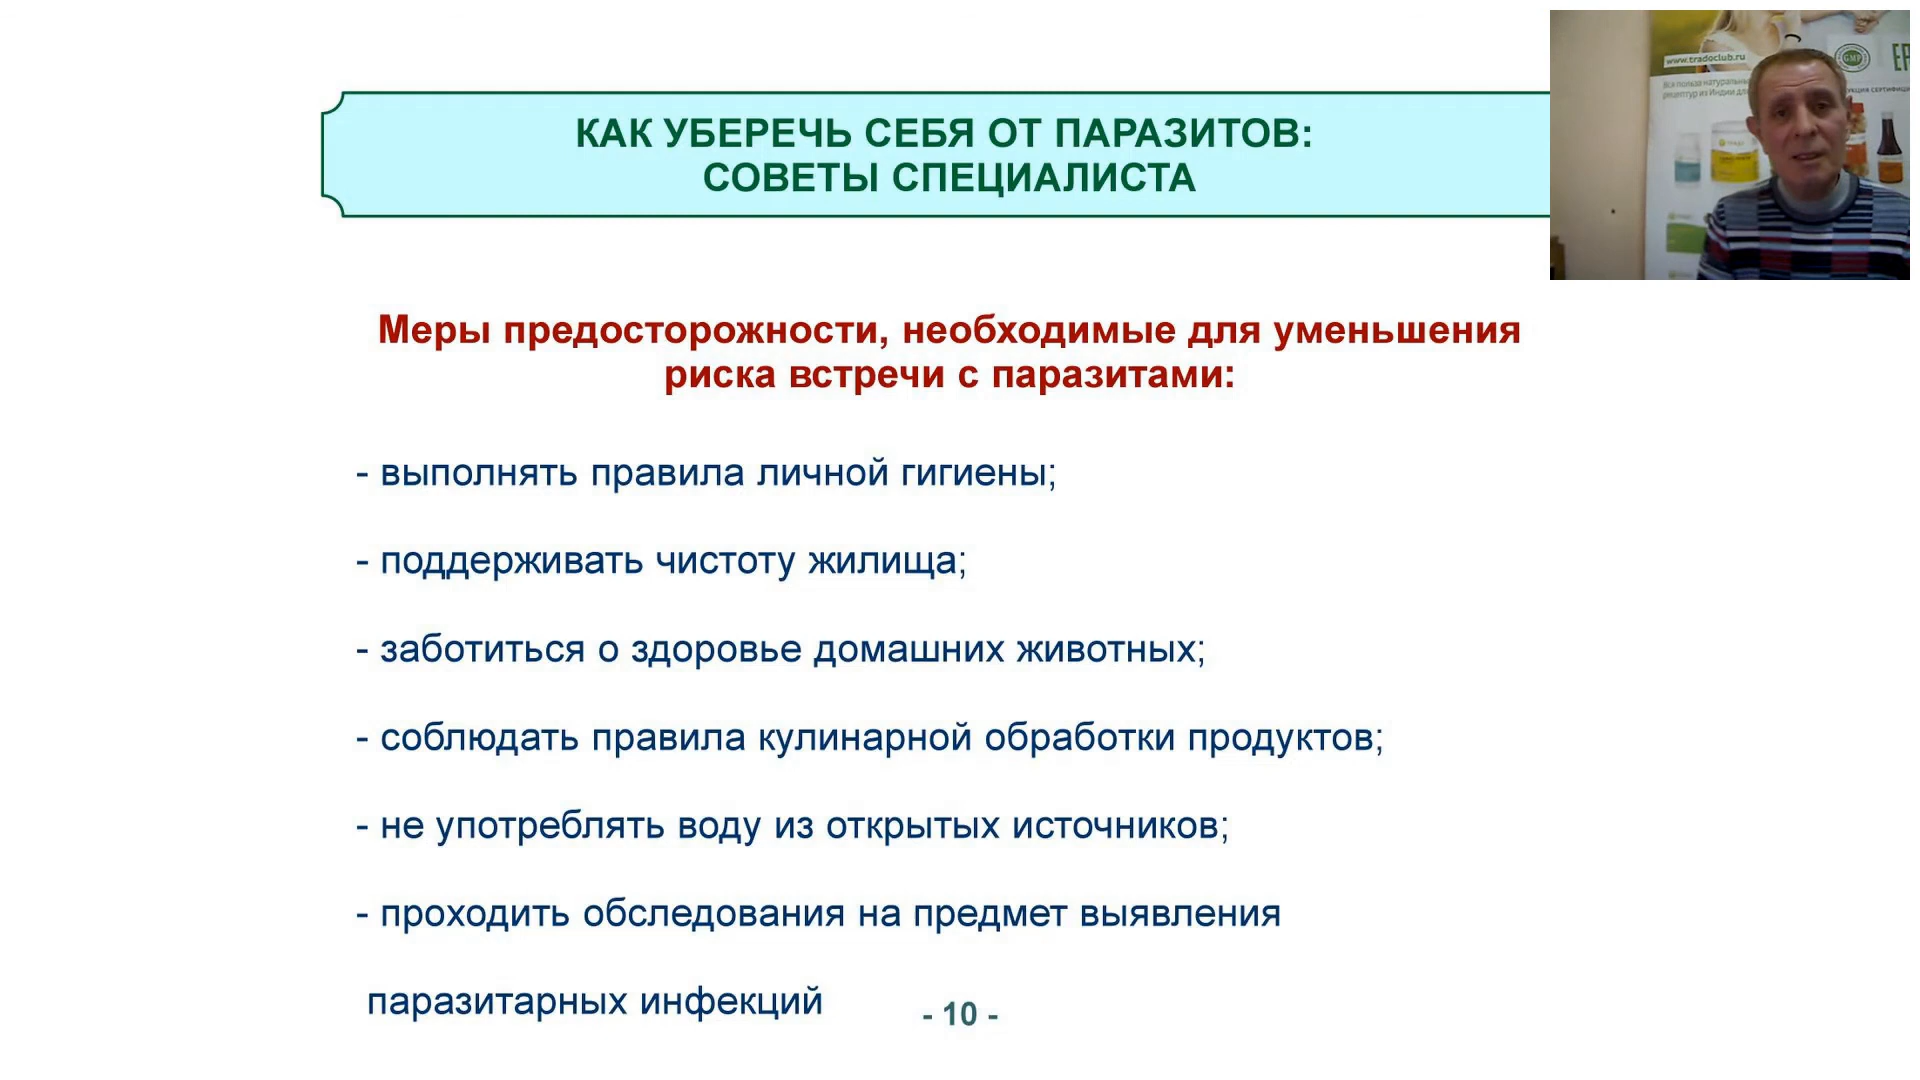 КАК УБЕРЕЧЬ СЕБЯ ОТ ПАРАЗИТОВ:
СОВЕТЫ СПЕЦИАЛИСТА
www.tradoclub.ru
GMP
Меры предосторожности, необходимые для уменьшения
риска встречи с паразитами:
- выполнять правила личной гигиены;
- поддерживать чистоту жилища;
- заботиться о здоровье домашних животных;
- соблюдать правила кулинарной обработки продуктов;
- не употреблять воду из открытых источников;
- проходить обследования на предмет выявления
паразитарных инфекций
- 10 -